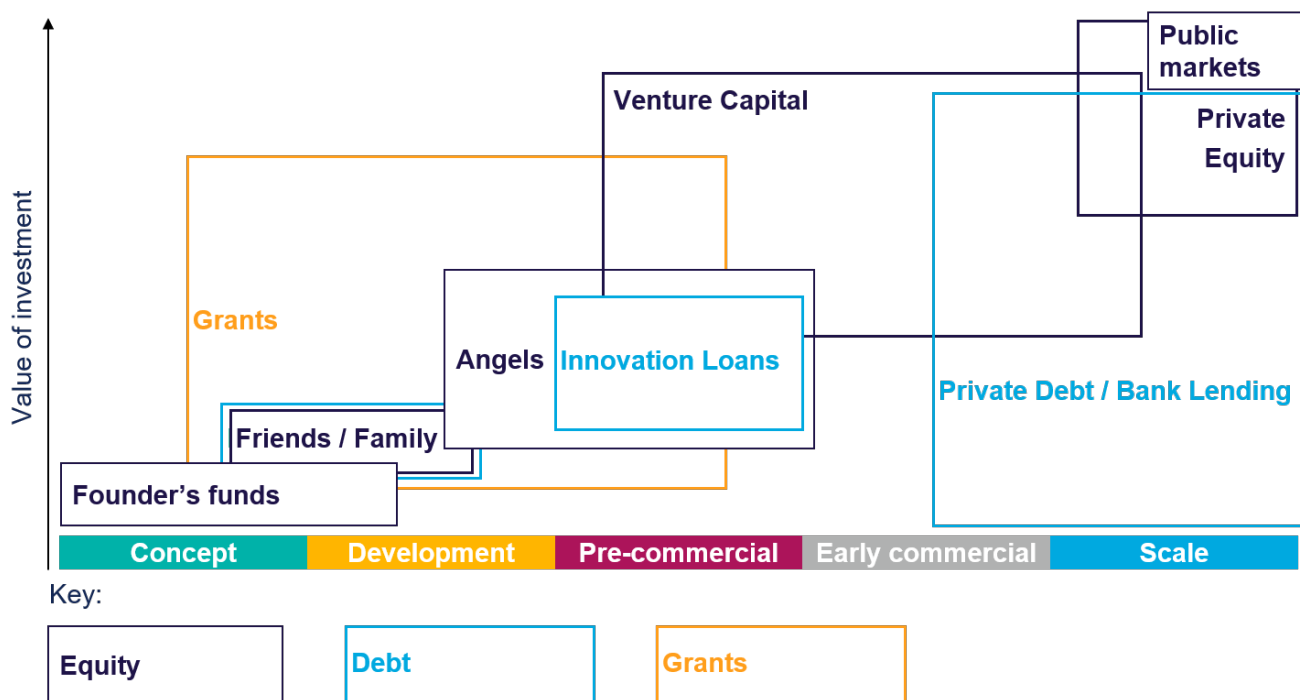 Value of investment
Public
markets
Venture Capital
Private
Equity
Grants
Angels
Innovation Loans
Private Debt / Bank Lending
Friends / Family
Founder’s funds
Concept
Development
Pre-commercial
Early commercial
Scale
Key:
Equity
Debt
Grants